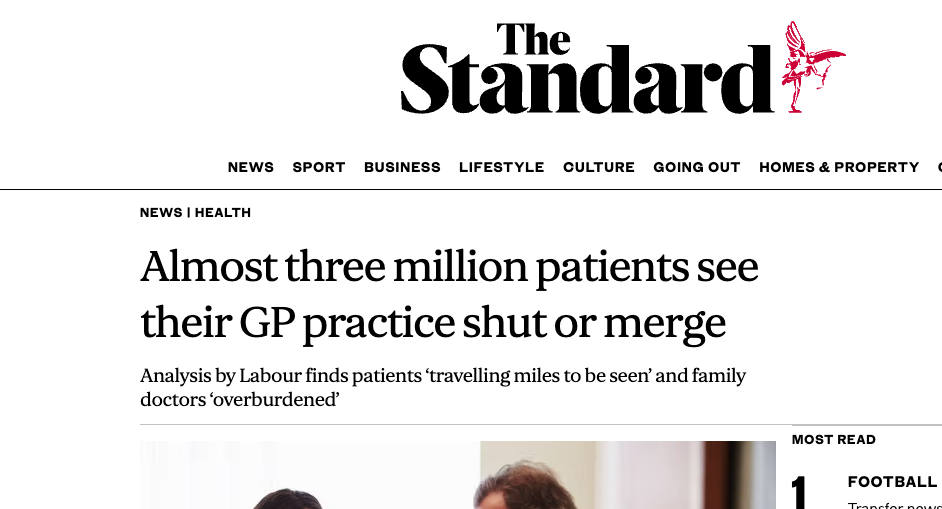 The
Standard
NEWS SPORT BUSINESS LIFESTYLE CULTURE GOING OUT HOMES & PROPERTY
NEWS | HEALTH
Almost three million patients see
their GP practice shut or merge
Analysis by Labour finds patients ‘travelling miles to be seen’ and family
doctors ‘overburdened’
MOST READ
1 FOOTBALL
Transfer news